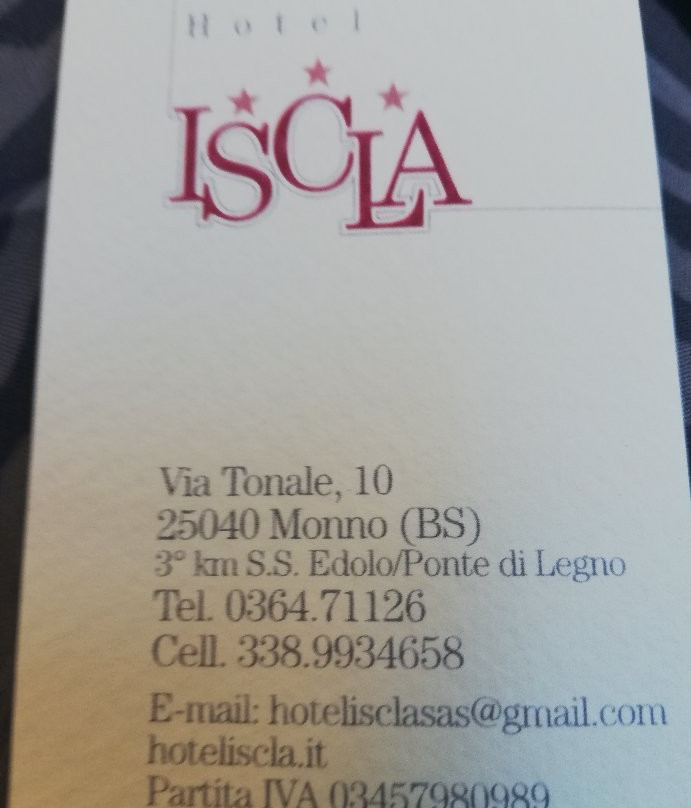 Hotel
ISCLA
Via Tonale, 10
25040 Monno (BS)
3° km S.S. Edolo/Ponte di Legno
Tel. 0364.71126
Cell. 338.9934658
E-mail: hotelisclasas@gmail.com
hoteliscla.it
Partita IVA 03457980989